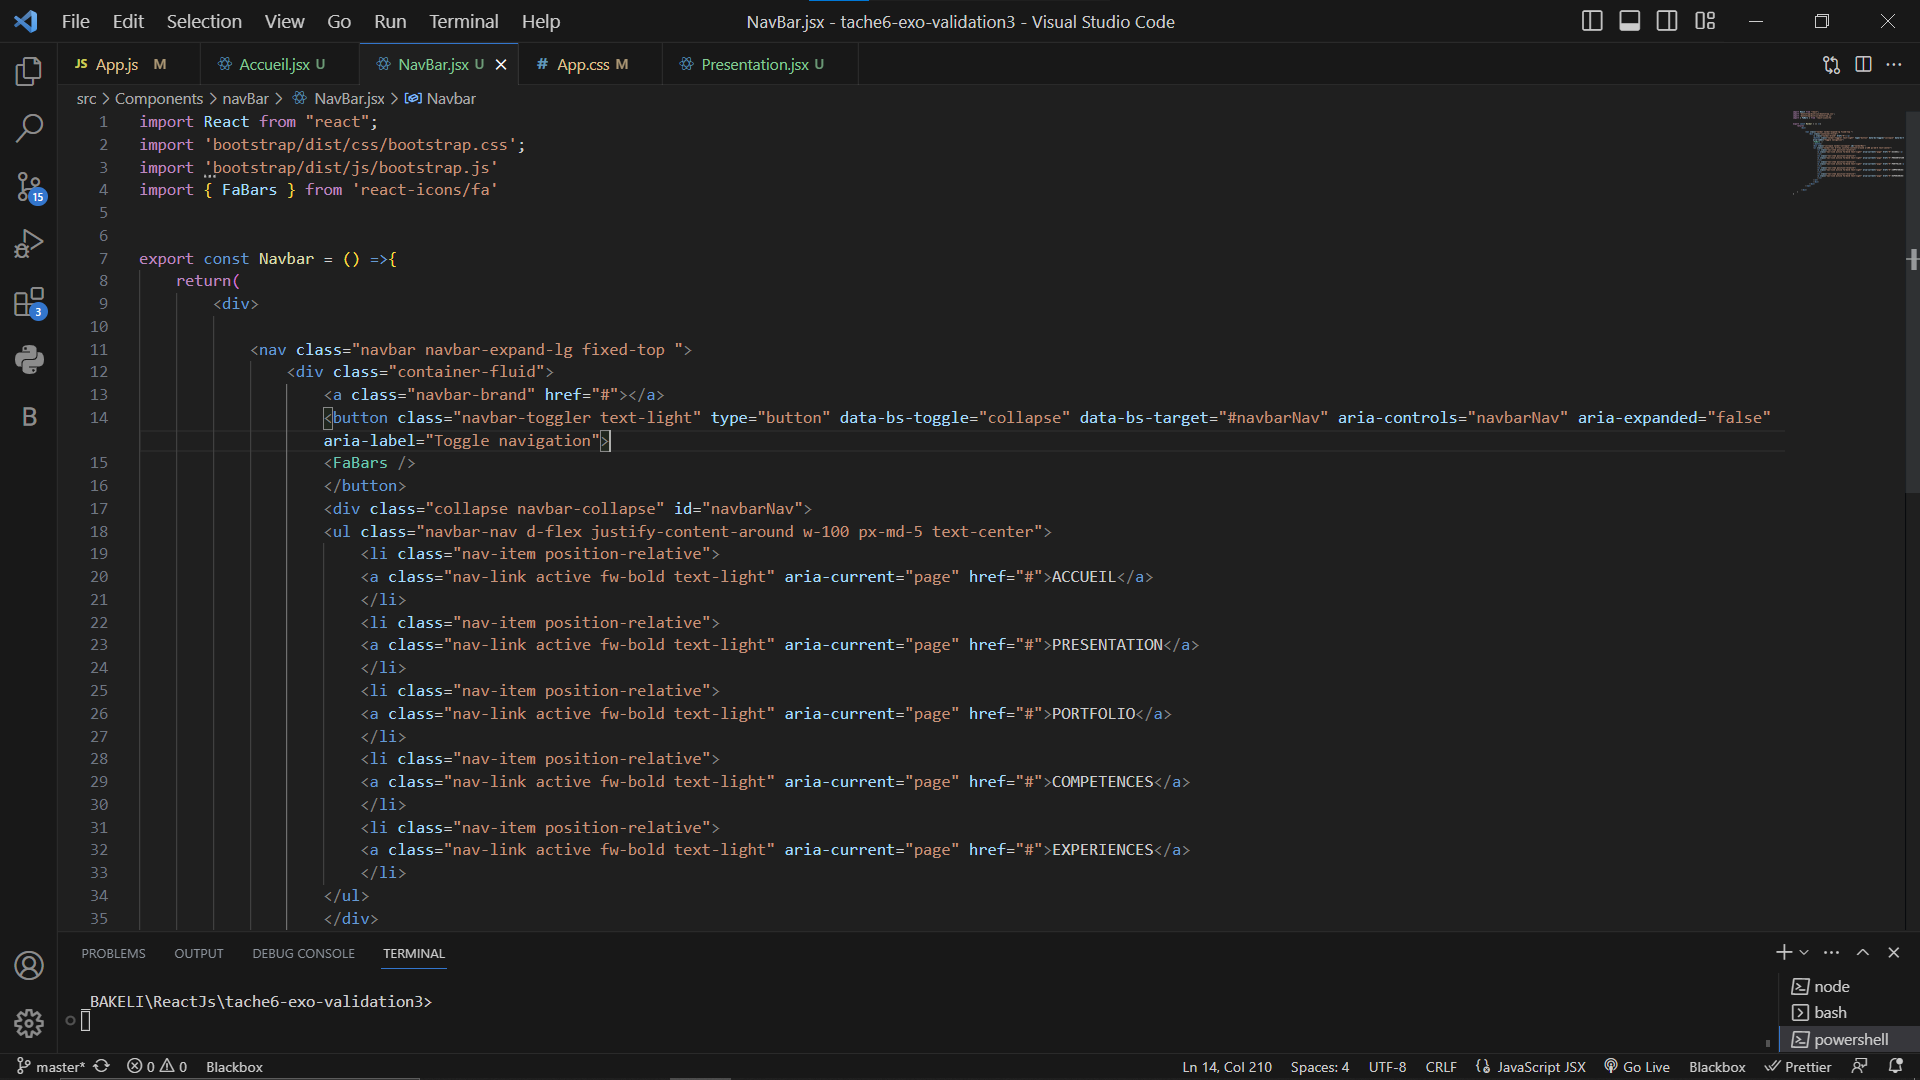 File Edit Selection View Go Run Terminal Help NavBar.jsx - tache6-exo-validation3 - Visual Studio Code
JS App.js M Accueil.jsx U NavBar.jsx U # App.css M Presentation.jsx U
src > Components > navBar > NavBar.jsx > Navbar
1 import React from "react";
2 import 'bootstrap/dist/css/bootstrap.css';
3 import 'bootstrap/dist/js/bootstrap.js'
4 import { FaBars } from 'react-icons/fa'
5
6
7 export const Navbar = () =>{
8 return(
9 <div>
10
11 <nav class="navbar navbar-expand-lg fixed-top ">
12 <div class="container-fluid">
13 <a class="navbar-brand" href="#"></a>
14 <button class="navbar-toggler text-light" type="button" data-bs-toggle="collapse" data-bs-target="#navbarNav" aria-controls="navbarNav" aria-expanded="false"
aria-label="Toggle navigation">
15 <FaBars />
16 </button>
17 <div class="collapse navbar-collapse" id="navbarNav">
18 <ul class="navbar-nav d-flex justify-content-around w-100 px-md-5 text-center">
19 <li class="nav-item position-relative">
20 <a class="nav-link active fw-bold text-light" aria-current="page" href="#">ACCUEIL</a>
21 </li>
22 <li class="nav-item position-relative">
23 <a class="nav-link active fw-bold text-light" aria-current="page" href="#">PRESENTATION</a>
24 </li>
25 <li class="nav-item position-relative">
26 <a class="nav-link active fw-bold text-light" aria-current="page" href="#">PORTFOLIO</a>
27 </li>
28 <li class="nav-item position-relative">
29 <a class="nav-link active fw-bold text-light" aria-current="page" href="#">COMPETENCES</a>
30 </li>
31 <li class="nav-item position-relative">
32 <a class="nav-link active fw-bold text-light" aria-current="page" href="#">EXPERIENCES</a>
33 </li>
34 </ul>
35 </div>
15
3
B
PROBLEMS OUTPUT DEBUG CONSOLE TERMINAL
_BAKELI\ReactJs\tache6-exo-validation3>
node
bash
powershell
master* 0 0 Blackbox Ln 14, Col 210 Spaces: 4 UTF-8 CRLF JavaScript JSX Go Live Blackbox Prettier